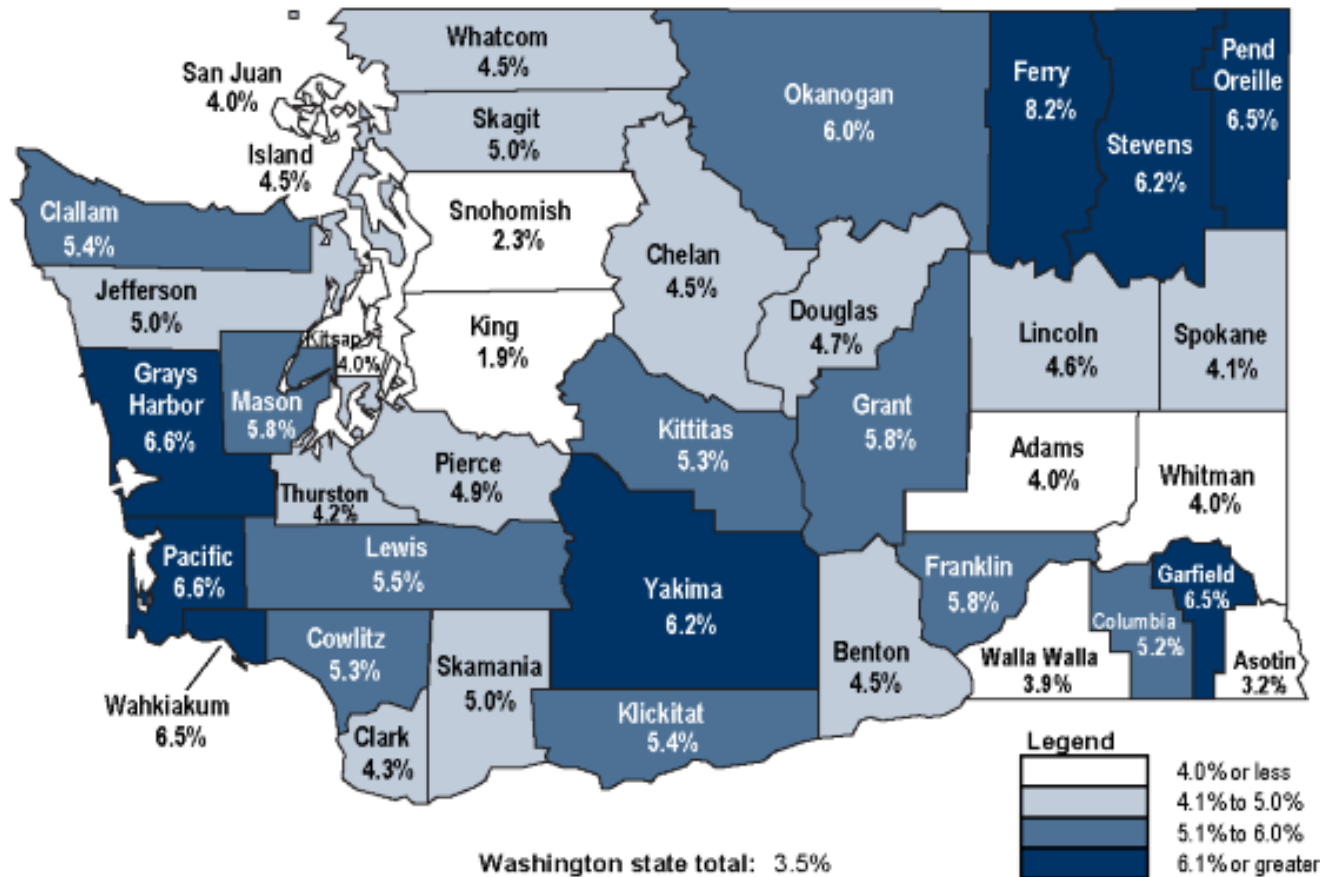 Whatcom
4.5%
San Juan
4.0%
Skagit
5.0%
Island
4.5%
Okanogan
6.0%
Ferry
8.2%
Stevens
6.2%
Pend
Oreille
6.5%
Clallam
5.4%
Snohomish
2.3%
Chelan
4.5%
Jefferson
5.0%
Douglas
4.7%
Lincoln
4.6%
Spokane
4.1%
King
1.9%
Kitsap
4.0%
Grays
Harbor
6.6%
Mason
5.8%
Kittitas
5.3%
Grant
5.8%
Adams
4.0%
Whitman
4.0%
Pierce
4.9%
Thurston
4.2%
Lewis
5.5%
Pacific
6.6%
Yakima
6.2%
Franklin
5.8%
Garfield
6.5%
Columbia
5.2%
Benton
4.5%
Walla Walla
3.9%
Asotin
3.2%
Cowlitz
5.3%
Skamania
5.0%
Wahkiakum
6.5%
Clark
4.3%
Klickitat
5.4%
Legend
4.0% or less
4.1% to 5.0%
5.1% to 6.0%
6.1% or greater
Washington state total: 3.5%